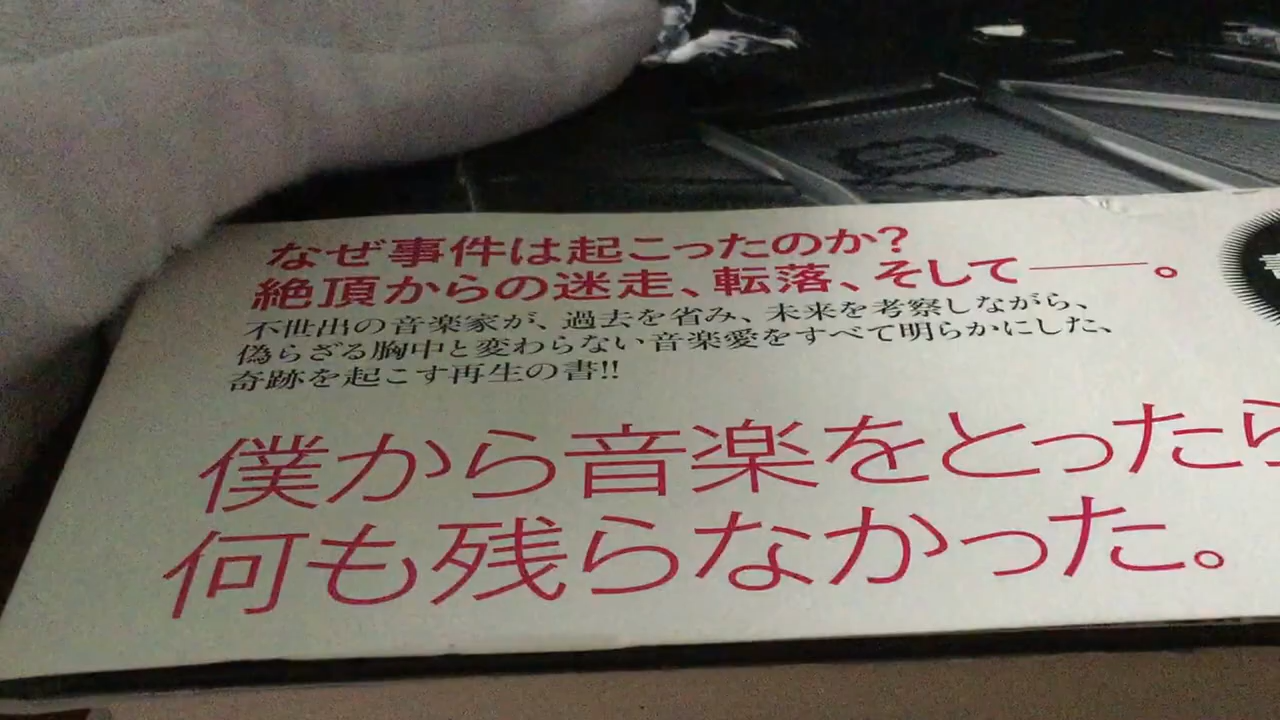 なぜ事件は起こったのか?
絶頂からの迷走、転落、そして――。
不世出の音楽家が、過去を省み、未来を考察しながら、
偽らざる胸中と変わらない音楽愛をすべて明らかにした、
奇跡を起こす再生の書!!
僕から音楽をとったら
何も残らなかった。